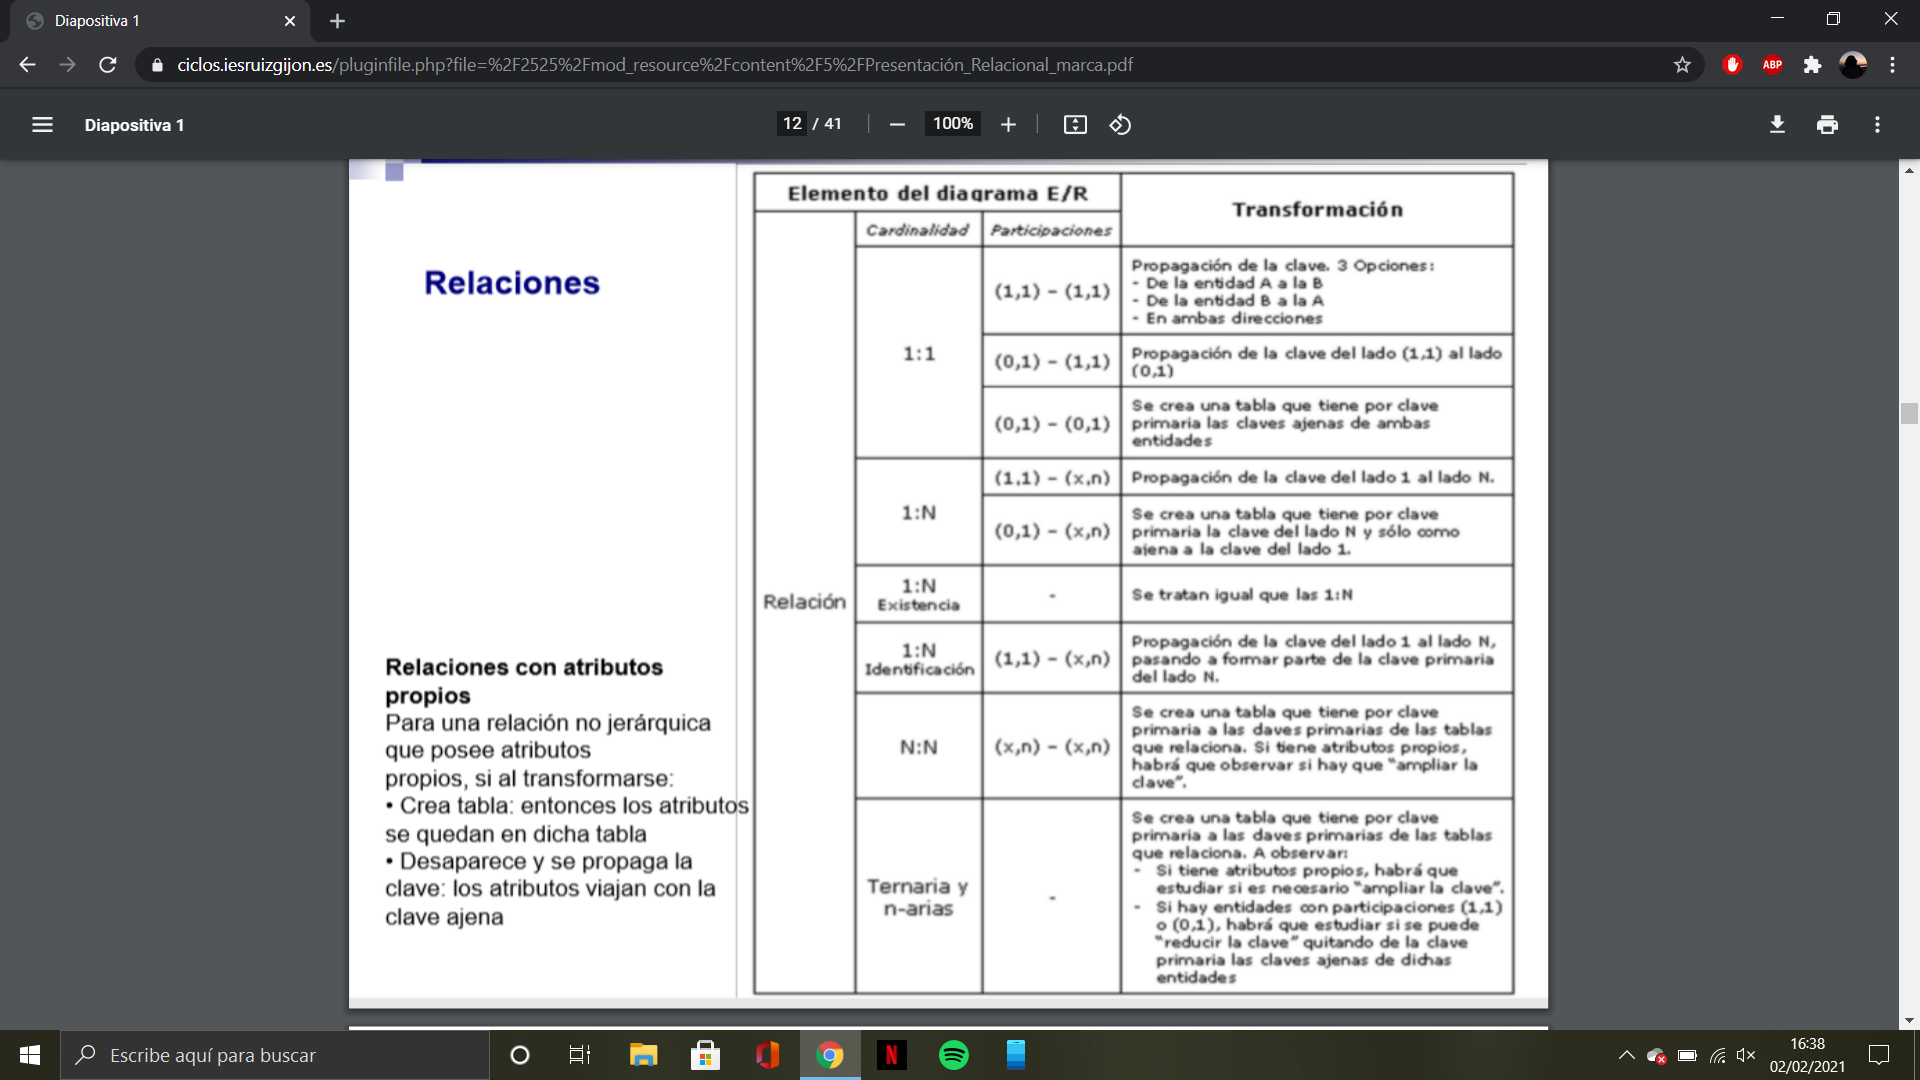 Diapositiva 1
ciclos.iesruizgijon.es/pluginfile.php?file=%2F2525%2Fmod_resource%2Fcontent%2F5%2FPresentación_Relacional_marca.pdf
ABP
Diapositiva 1
12 / 41
100%
Relaciones
Relaciones con atributos
propios
Para una relación no jerárquica
que posee atributos
propios, si al transformarse:
• Crea tabla: entonces los atributos
se quedan en dicha tabla
• Desaparece y se propaga la
clave: los atributos viajan con la
clave ajena
Elemento del diagrama E/R
Transformación
Cardinalidad
Participaciones
Relación
1:1
(1,1) – (1,1)
Propagación de la clave. 3 Opciones:
- De la entidad A a la B
- De la entidad B a la A
- En ambas direcciones
(0,1) – (1,1)
Propagación de la clave del lado (1,1) al lado
(0,1)
(0,1) – (0,1)
Se crea una tabla que tiene por clave
primaria las claves ajenas de ambas
entidades
1:N
(1,1) – (x,n)
Propagación de la clave del lado 1 al lado N.
(0,1) – (x,n)
Se crea una tabla que tiene por clave
primaria la clave del lado N y sólo como
ajena a la clave del lado 1.
1:N
Existencia
-
Se tratan igual que las 1:N
1:N
Identificación
(1,1) – (x,n)
Propagación de la clave del lado 1 al lado N,
pasando a formar parte de la clave primaria
del lado N.
N:N
(x,n) – (x,n)
Se crea una tabla que tiene por clave
primaria a las claves primarias de las tablas
que relaciona. Si tiene atributos propios,
habrá que observar si hay que “ampliar la
clave”.
Ternaria y
n-arias
-
Se crea una tabla que tiene por clave
primaria a las claves primarias de las tablas
que relaciona. A observar:
- Si tiene atributos propios, habrá que
estudiar si es necesario “ampliar la clave”.
- Si hay entidades con participaciones (1,1)
o (0,1), habrá que estudiar si se puede
“reducir la clave” quitando de la clave
primaria las claves ajenas de dichas
entidades
Escribe aquí para buscar
N
16:38
02/02/2021